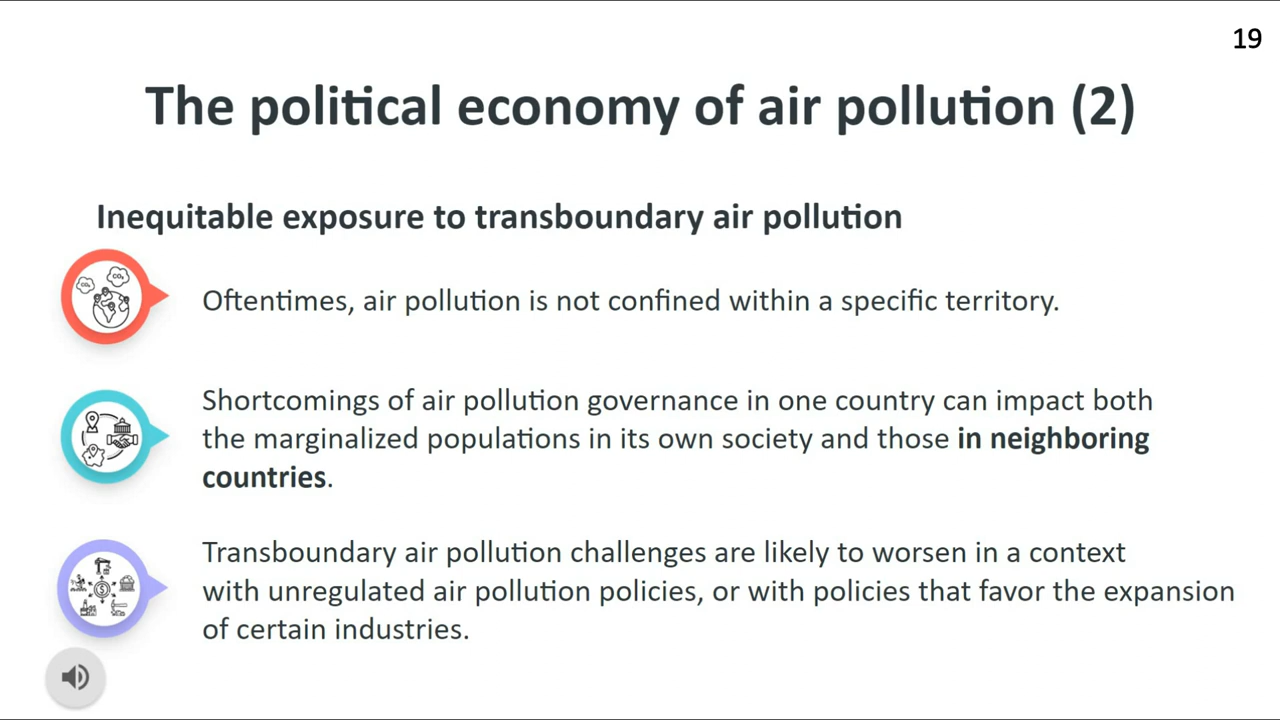 19
The political economy of air pollution (2)
Inequitable exposure to transboundary air pollution
CO₂
CO₂
Oftentimes, air pollution is not confined within a specific territory.
Shortcomings of air pollution governance in one country can impact both
the marginalized populations in its own society and those in neighboring
countries.
$
Transboundary air pollution challenges are likely to worsen in a context
with unregulated air pollution policies, or with policies that favor the expansion
of certain industries.